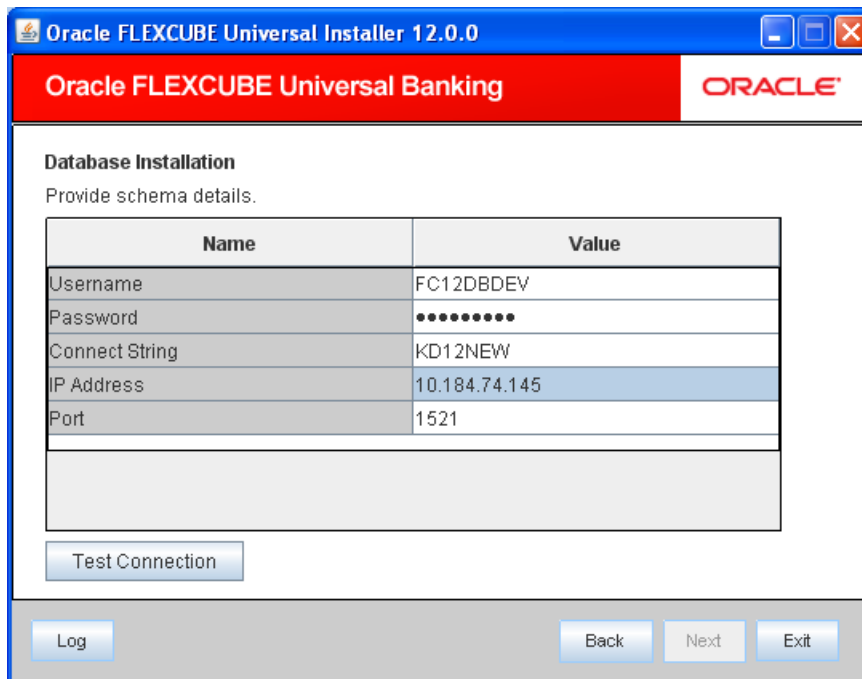 Oracle FLEXCUBE Universal Installer 12.0.0
Oracle FLEXCUBE Universal Banking
ORACLE
Database Installation
Provide schema details.
Name Value
Username FC12DBDEV
Password •••••••••
Connect String KD12NEW
IP Address 10.184.74.145
Port 1521
Test Connection
Log Back Next Exit